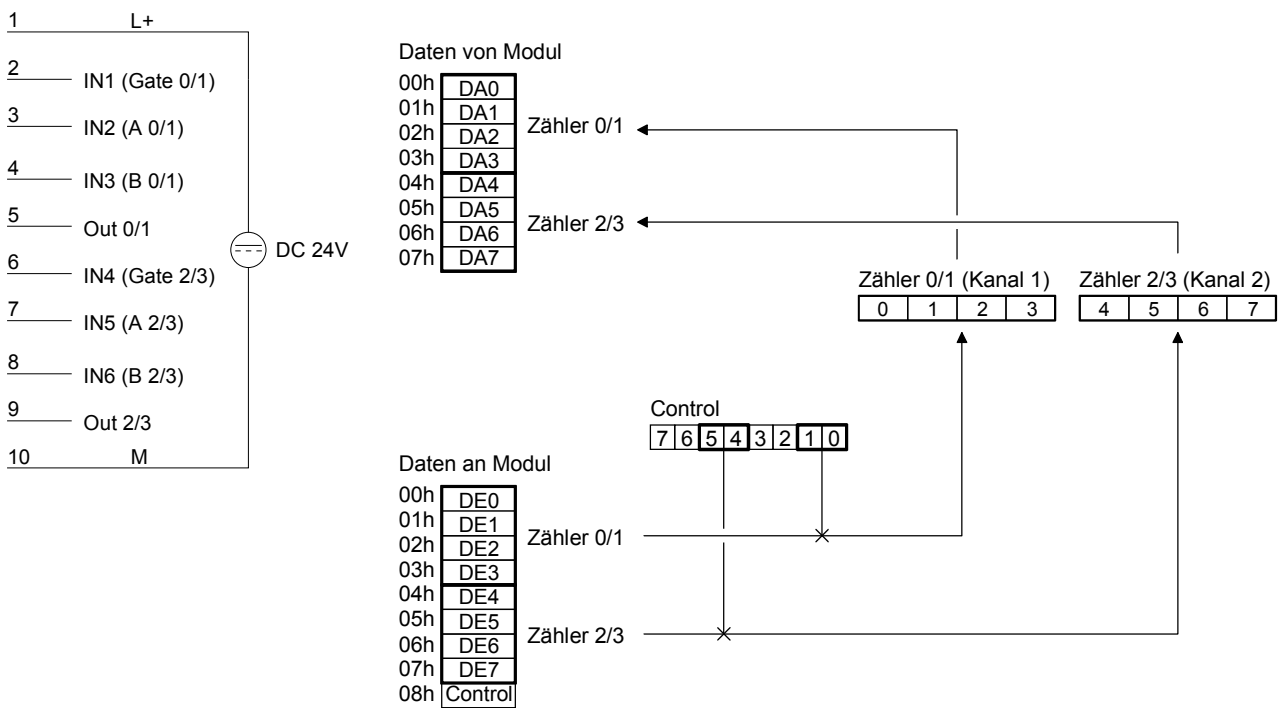 1 L+
2 IN1 (Gate 0/1)
3 IN2 (A 0/1)
4 IN3 (B 0/1)
5 Out 0/1
DC 24V
6 IN4 (Gate 2/3)
7 IN5 (A 2/3)
8 IN6 (B 2/3)
9 Out 2/3
10 M
Daten von Modul
00h DA0
01h DA1
Zähler 0/1
02h DA2
03h DA3
04h DA4
05h DA5
Zähler 2/3
06h DA6
07h DA7
Zähler 0/1 (Kanal 1)
0 1 2 3
Zähler 2/3 (Kanal 2)
4 5 6 7
Control
7 6 5 4 3 2 1 0
Daten an Modul
00h DE0
01h DE1
Zähler 0/1
02h DE2
03h DE3
04h DE4
05h DE5
Zähler 2/3
06h DE6
07h DE7
08h Control